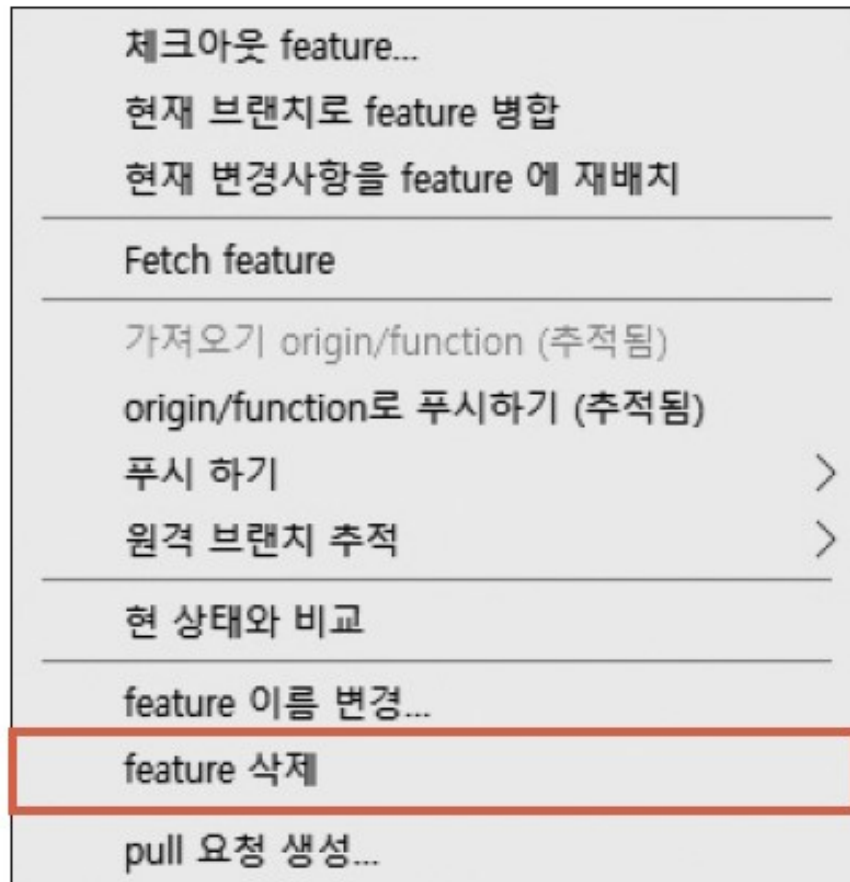 체크아웃 feature...
현재 브랜치로 feature 병합
현재 변경사항을 feature 에 재배치
Fetch feature
가져오기 origin/function (추적됨)
origin/function로 푸시하기 (추적됨)
푸시 하기
원격 브랜치 추적
현 상태와 비교
feature 이름 변경...
feature 삭제
pull 요청 생성...